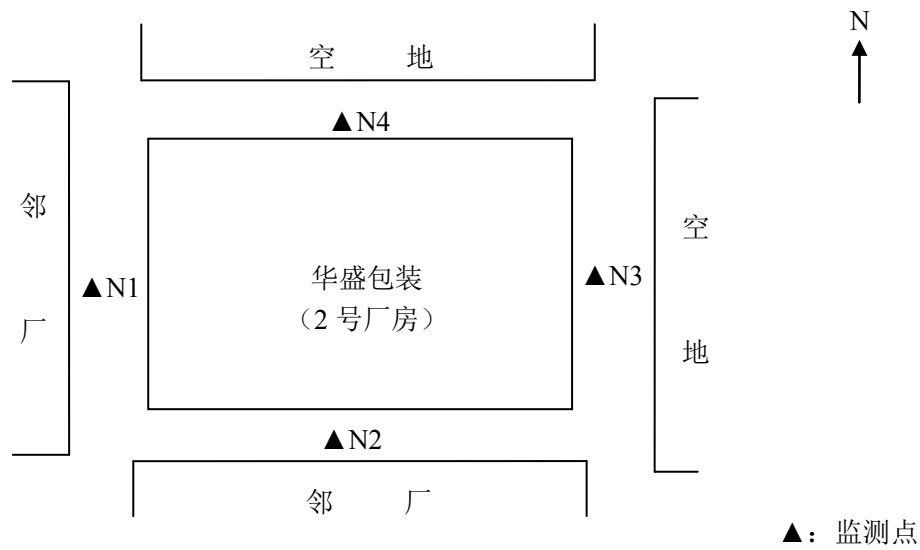 N
空 地
▲N4
邻
厂
空
地
▲N1
▲N3
华盛包装
（2 号厂房）
▲N2
邻 厂
▲：监测点